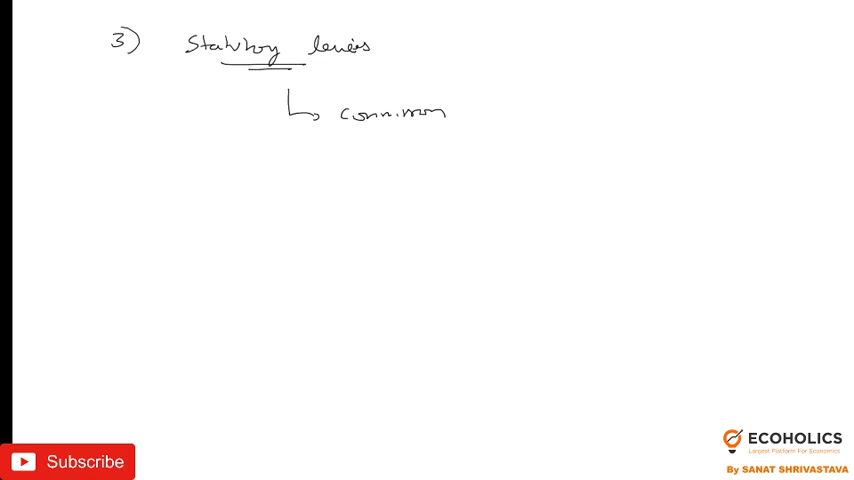 3) Statutory levies
↳ commission
Subscribe
ECOHOLICS
Largest Platform For Economics
By SANAT SHRIVASTAVA